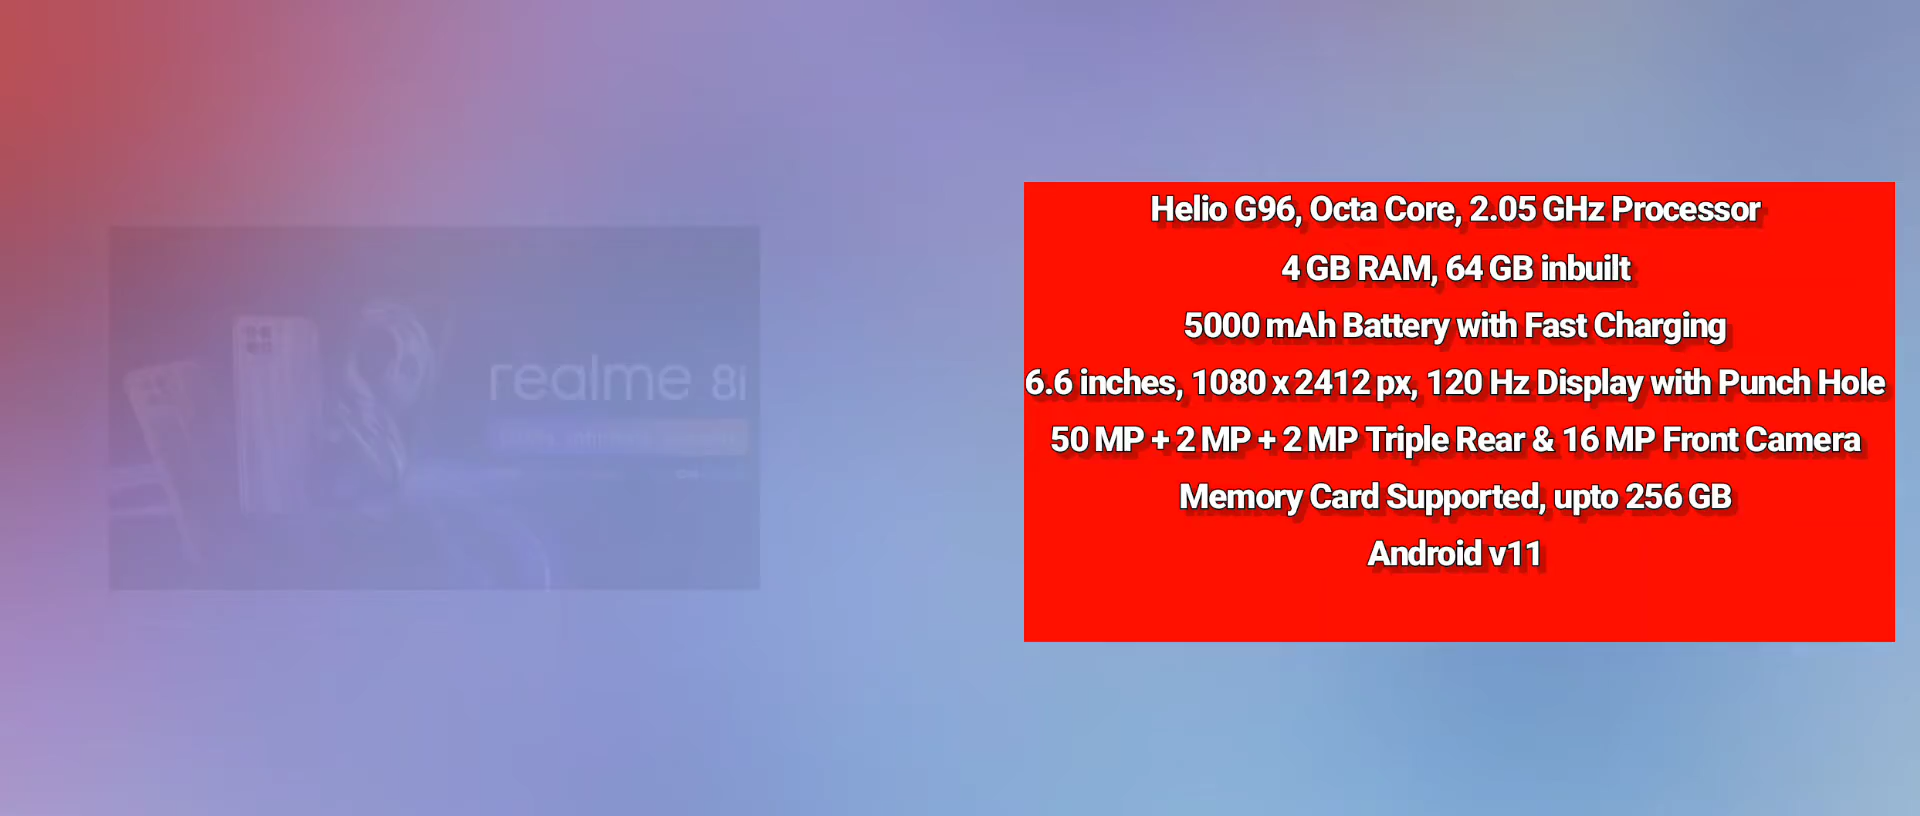 realme 8i
Helio G96, Octa Core, 2.05 GHz Processor
4 GB RAM, 64 GB inbuilt
5000 mAh Battery with Fast Charging
6.6 inches, 1080 x 2412 px, 120 Hz Display with Punch Hole
50 MP + 2 MP + 2 MP Triple Rear & 16 MP Front Camera
Memory Card Supported, upto 256 GB
Android v11